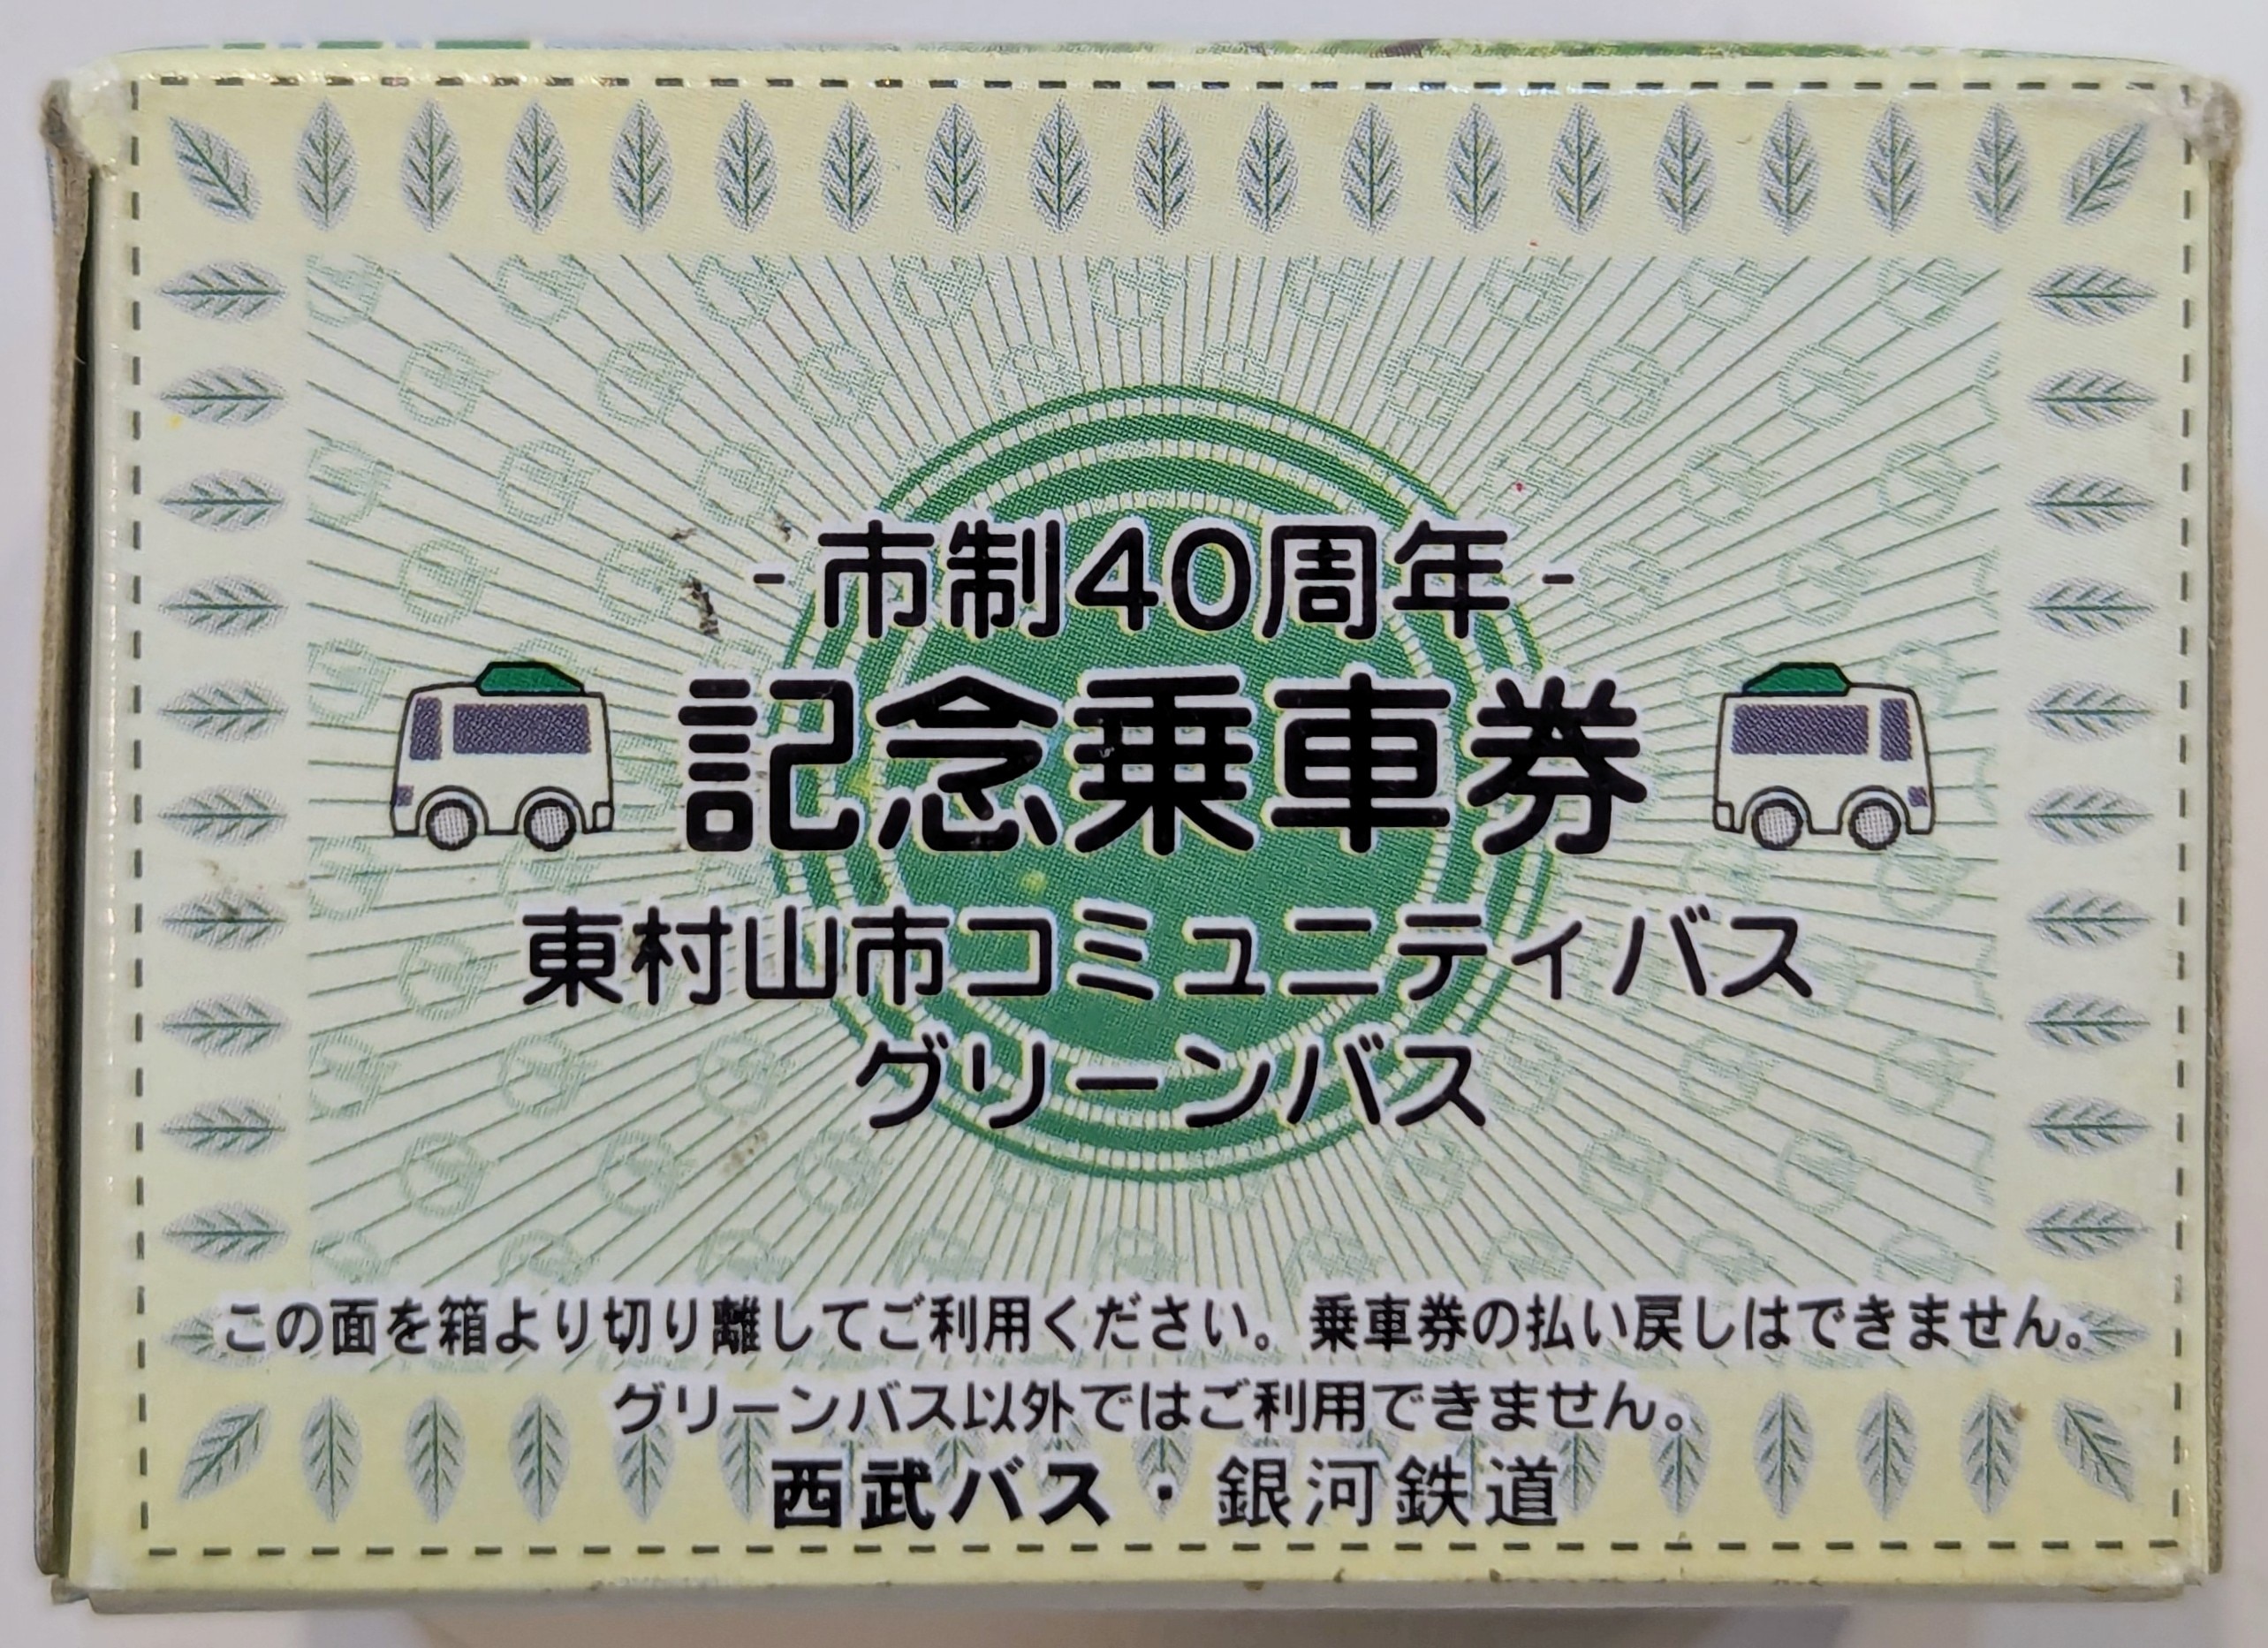 -市制40周年-
記念乗車券
東村山市コミュニティバス
グリーンバス
この面を箱より切り離してご利用ください。乗車券の払い戻しはできません。
グリーンバス以外ではご利用できません。
西武バス・銀河鉄道